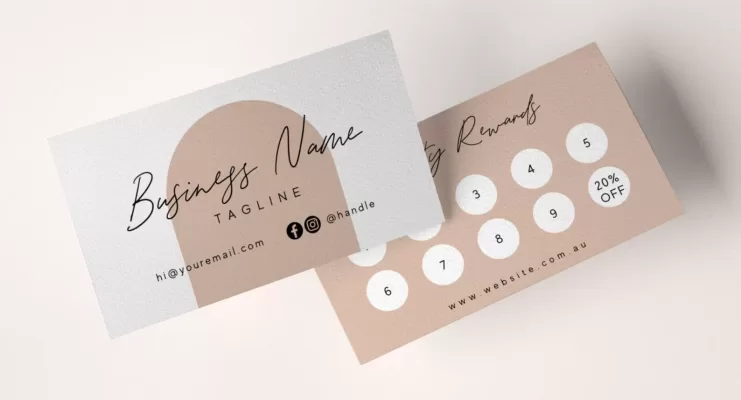 Business Name
TAGLINE
hi@youremail.com
@handle
Rewards
3 4 5
6 7 8 9 20% OFF
www.website.com.au